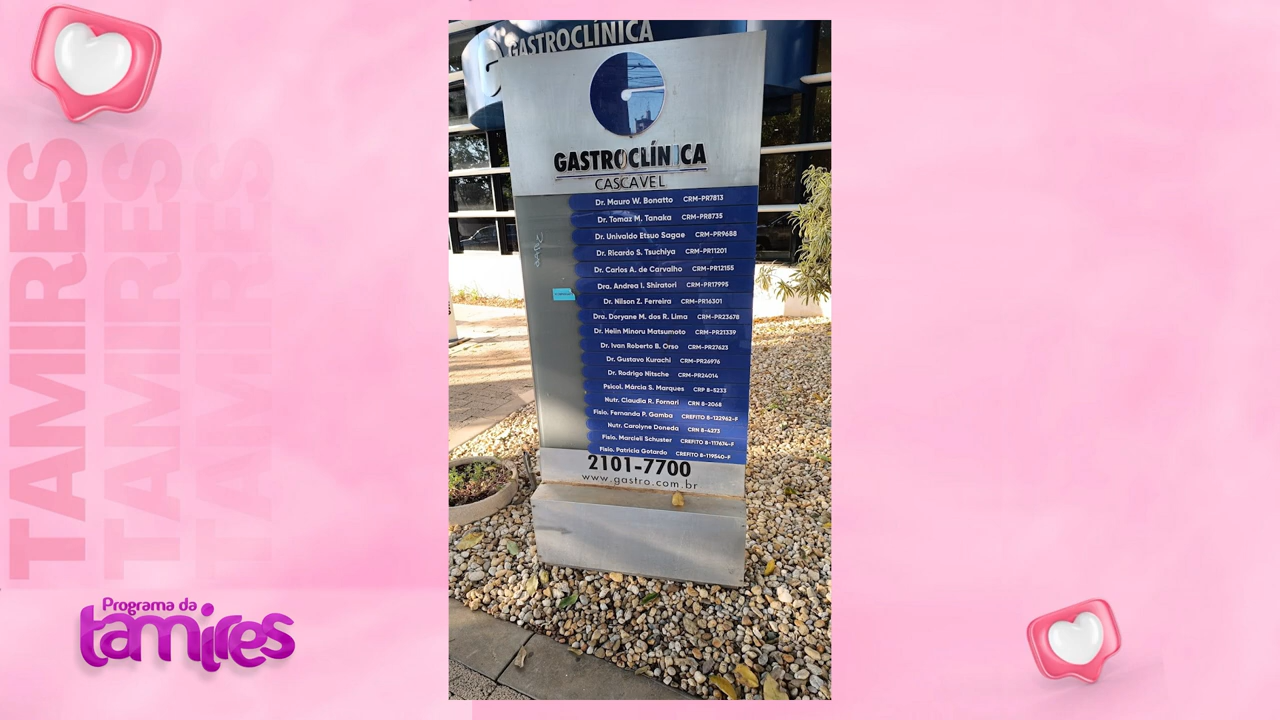 TAMIRES
TAMIRES
TAMIRES
Programa da
tamires
GASTROCLÍNICA
GASTROCLÍNICA
CASCAVEL
Dr. Mauro W. Bonatto CRM-PR7813
Dr. Tomaz M. Tanaka CRM-PR8735
Dr. Univaldo Etsuo Sagae CRM-PR9688
Dr. Ricardo S. Tsuchiya CRM-PR11201
Dr. Carlos A. de Carvalho CRM-PR12155
Dra. Andrea I. Shiratori CRM-PR17995
Dr. Nilson Z. Ferreira CRM-PR16301
Dra. Doryane M. dos R. Lima CRM-PR23678
Dr. Helin Minoru Matsumoto CRM-PR21339
Dr. Ivan Roberto B. Orso CRM-PR27623
Dr. Gustavo Kurachi CRM-PR26976
Dr. Rodrigo Nitsche CRM-PR24014
Psicol. Márcia S. Marques CRP 8-5233
Nutr. Claudia R. Fornari CRN 8-2068
Fisio. Fernanda P. Gamba CREFITO 8-122962-F
Nutr. Carolyne Doneda CRN 8-4273
Fisio. Marcieli Schuster CREFITO 8-117674-F
Fisio. Patricia Gotardo CREFITO 8-119540-F
2101-7700
www.gastro.com.br